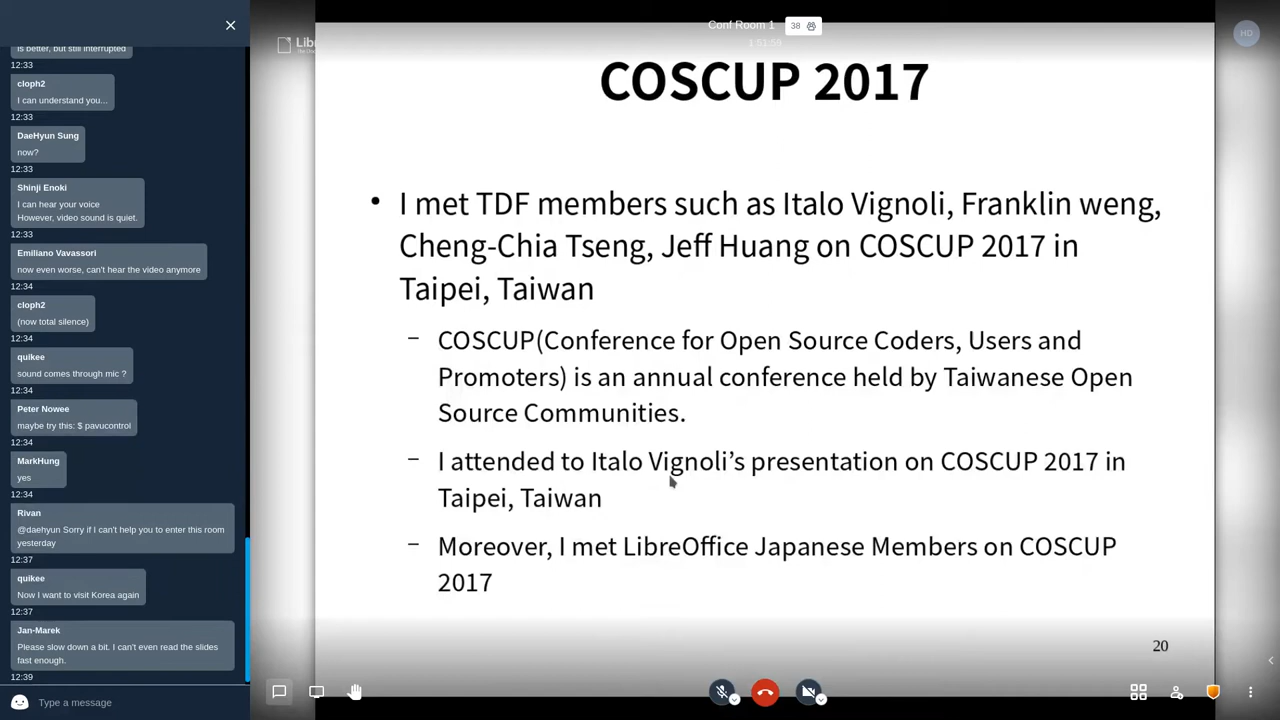 is better, but still interrupted
12:33
cloph2
I can understand you...
12:33
DaeHyun Sung
now?
12:33
Shinji Enoki
I can hear your voice
However, video sound is quiet.
12:33
Emiliano Vavassori
now even worse, can't hear the video anymore
12:34
cloph2
(now total silence)
12:34
quikee
sound comes through mic ?
12:34
Peter Nowee
maybe try this: $ pavucontrol
12:34
MarkHung
yes
12:34
Rivan
@daehyun Sorry if I can't help you to enter this room
yesterday
12:37
quikee
Now I want to visit Korea again
12:37
Jan-Marek
Please slow down a bit. I can't even read the slides
fast enough.
12:39
Type a message
Conf Room 1
38
1:51:59
HD
Libr
COSCUP 2017
• I met TDF members such as Italo Vignoli, Franklin weng,
Cheng-Chia Tseng, Jeff Huang on COSCUP 2017 in
Taipei, Taiwan
– COSCUP(Conference for Open Source Coders, Users and
Promoters) is an annual conference held by Taiwanese Open
Source Communities.
– I attended to Italo Vignoli’s presentation on COSCUP 2017 in
Taipei, Taiwan
– Moreover, I met LibreOffice Japanese Members on COSCUP
2017
20